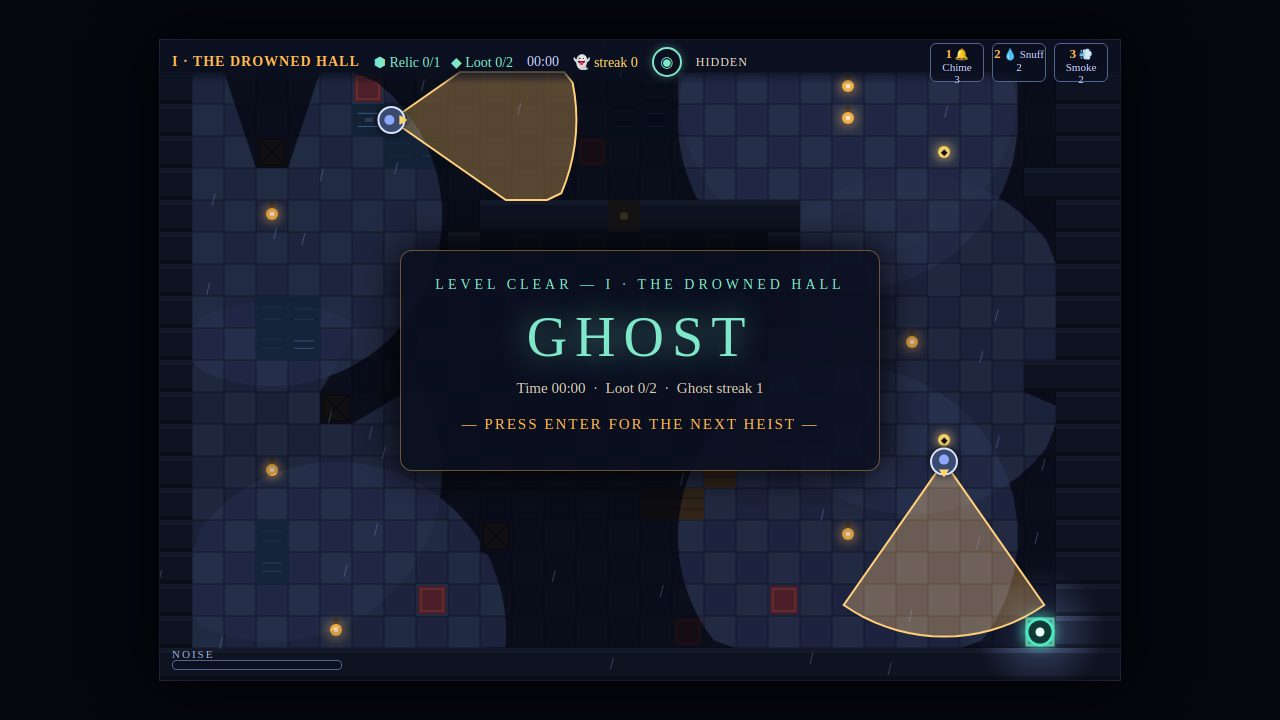 I · THE DROWNED HALL ⬢ Relic 0/1 ◆ Loot 0/2 00:00 👻 streak 0 ◉ HIDDEN
1 🔔 Chime 3
2 💧 Snuff 2
3 💨 Smoke 2
LEVEL CLEAR — I · THE DROWNED HALL
GHOST
Time 00:00 · Loot 0/2 · Ghost streak 1
— PRESS ENTER FOR THE NEXT HEIST —
NOISE